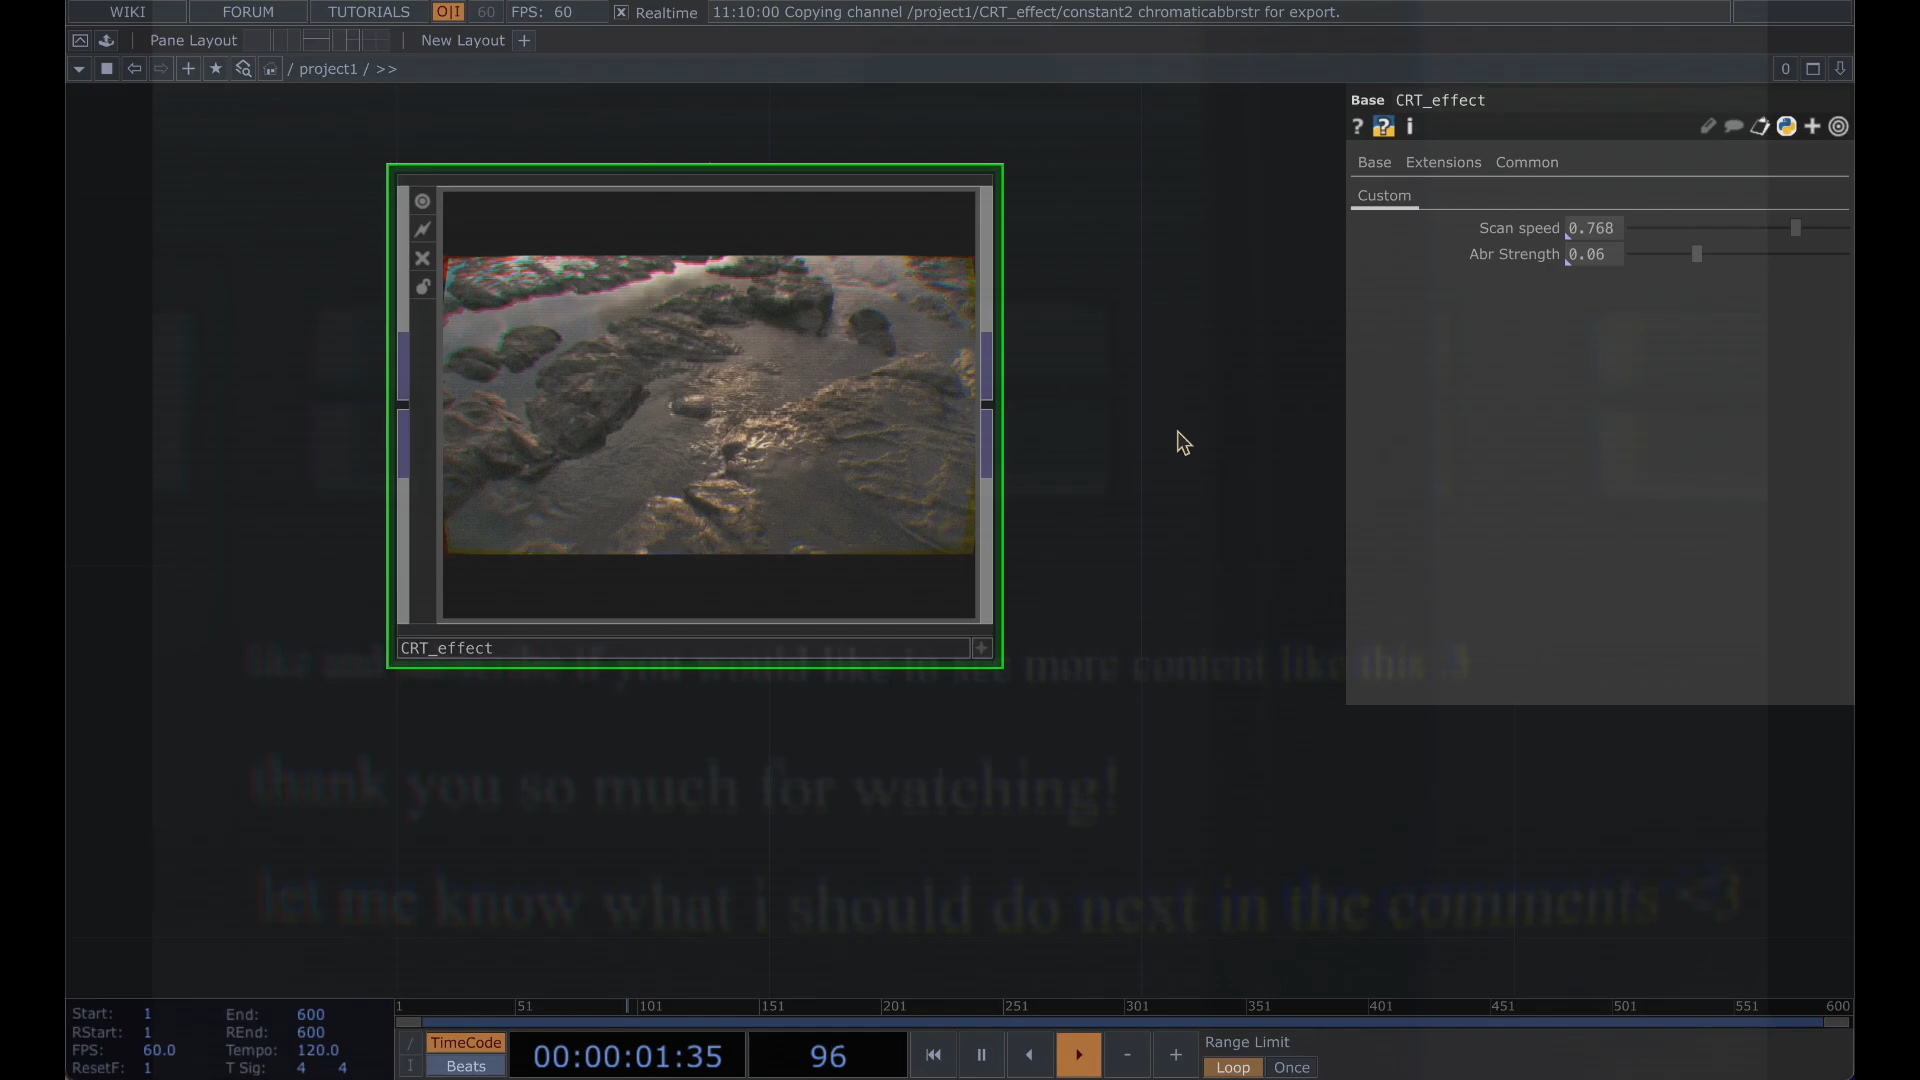 WIKI FORUM TUTORIALS O|I 60 FPS: 60 Realtime 11:10:00 Copying channel /project1/CRT_effect/constant2 chromaticabbrstr for export.
Pane Layout New Layout +
/ project1 / >> 0
Base CRT_effect
? ? i
Base Extensions Common
Custom
Scan speed 0.768
Abr Strength 0.06
CRT_effect
like and subscribe if you would like to see more content like this :3
thank you so much for watching!
let me know what i should do next in the comments <3
1 51 101 151 201 251 301 351 401 451 501 551 600
Start: 1 End: 600
RStart: 1 REnd: 600
FPS: 60.0 Tempo: 120.0
ResetF: 1 T Sig: 4 4
/ TimeCode
I Beats
00:00:01:35 96 - +
Range Limit
Loop Once